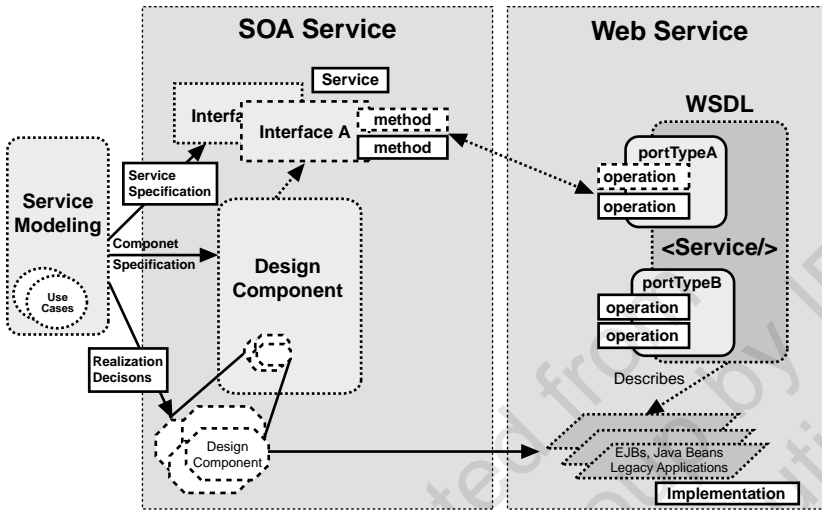 SOA Service
Web Service
Service
Interfa
Interface A
method
method
WSDL
portTypeA
operation
operation
<Service/>
portTypeB
operation
operation
Describes
Service
Modeling
Use
Cases
Service
Specification
Componet
Specification
Realization
Decisons
Design
Component
Design
Component
EJBs, Java Beans
Legacy Applications
Implementation